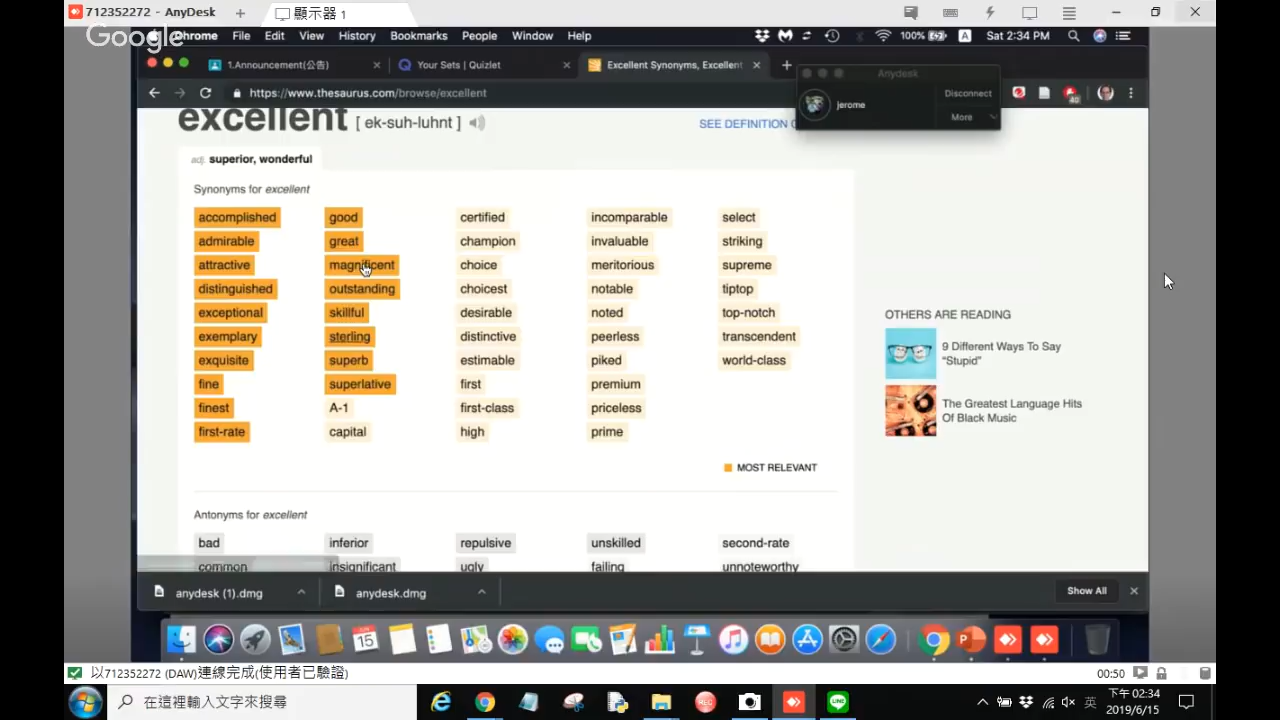 712352272 - AnyDesk
顯示器 1
Google
Chrome File Edit View History Bookmarks People Window Help
100%
A
Sat 2:34 PM
1.Announcement(公告)
Your Sets | Quizlet
Excellent Synonyms, Excellent
https://www.thesaurus.com/browse/excellent
40
Anydesk
jerome
Disconnect
More
excellent [ ek-suh-luhnt ]
SEE DEFINITION
adj. superior, wonderful
Synonyms for excellent
accomplished good certified incomparable select
admirable great champion invaluable striking
attractive magnificent choice meritorious supreme
distinguished outstanding choicest notable tiptop
exceptional skillful desirable noted top-notch
exemplary sterling distinctive peerless transcendent
exquisite superb estimable piked world-class
fine superlative first premium
finest A-1 first-class priceless
first-rate capital high prime
MOST RELEVANT
OTHERS ARE READING
9 Different Ways To Say
“Stupid”
The Greatest Language Hits
Of Black Music
Antonyms for excellent
bad inferior repulsive unskilled second-rate
common insignificant ugly failing unnoteworthy
anydesk (1).dmg
anydesk.dmg
Show All
15
以712352272 (DAW)連線完成(使用者已驗證)
00:50
在這裡輸入文字來搜尋
REC
LINE
英
下午 02:34
2019/6/15